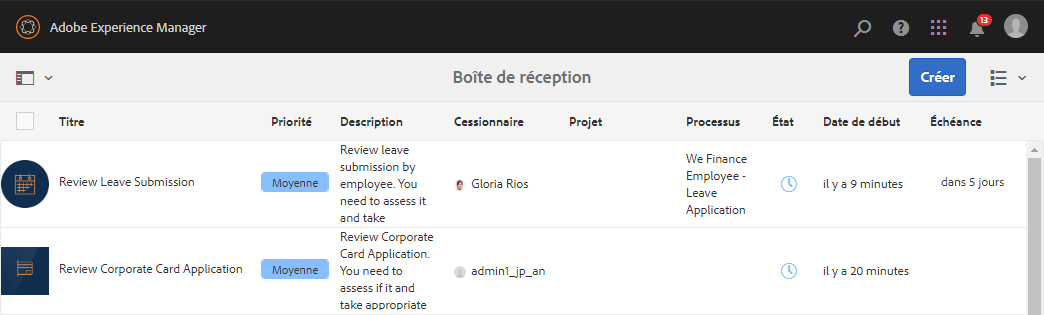 Adobe Experience Manager
13
Boîte de réception
Créer
Titre Priorité Description Cessionnaire Projet Processus État Date de début Échéance
Review Leave Submission
Moyenne
Review leave
submission by
employee. You
need to assess it
and take
Gloria Rios
We Finance
Employee -
Leave
Application
il y a 9 minutes
dans 5 jours
Review Corporate Card Application
Moyenne
Review Corporate
Card Application.
You need to
assess if it and
take appropriate
admin1_jp_an
il y a 20 minutes